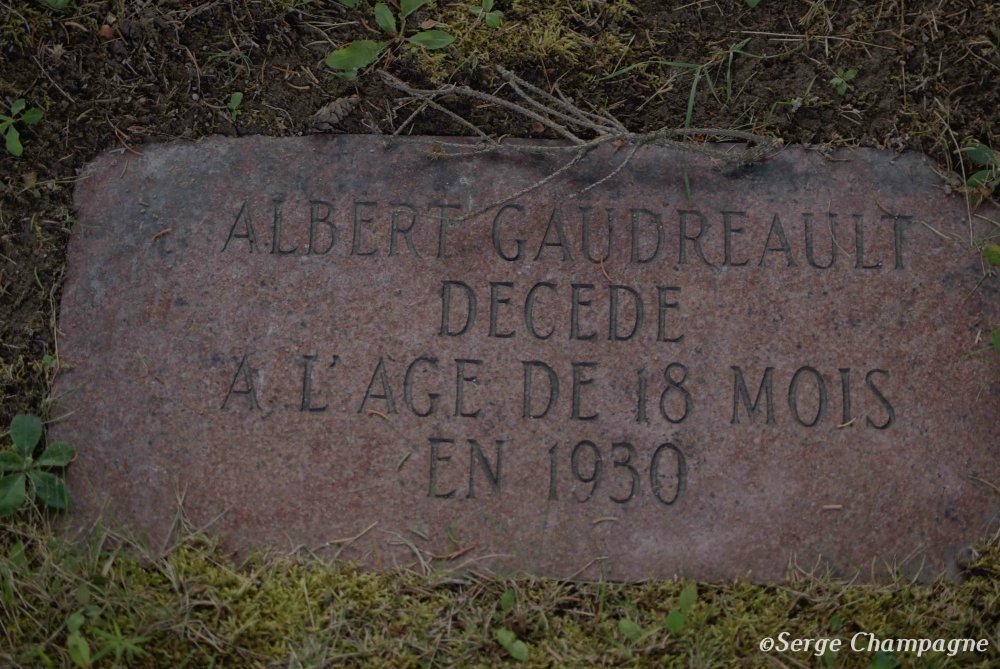 ALBERT GAUDREAULT
DECEDE
A L'AGE DE 18 MOIS
EN 1930
©Serge Champagne